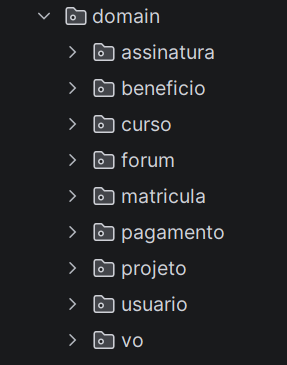 domain
assinatura
beneficio
curso
forum
matricula
pagamento
projeto
usuario
vo